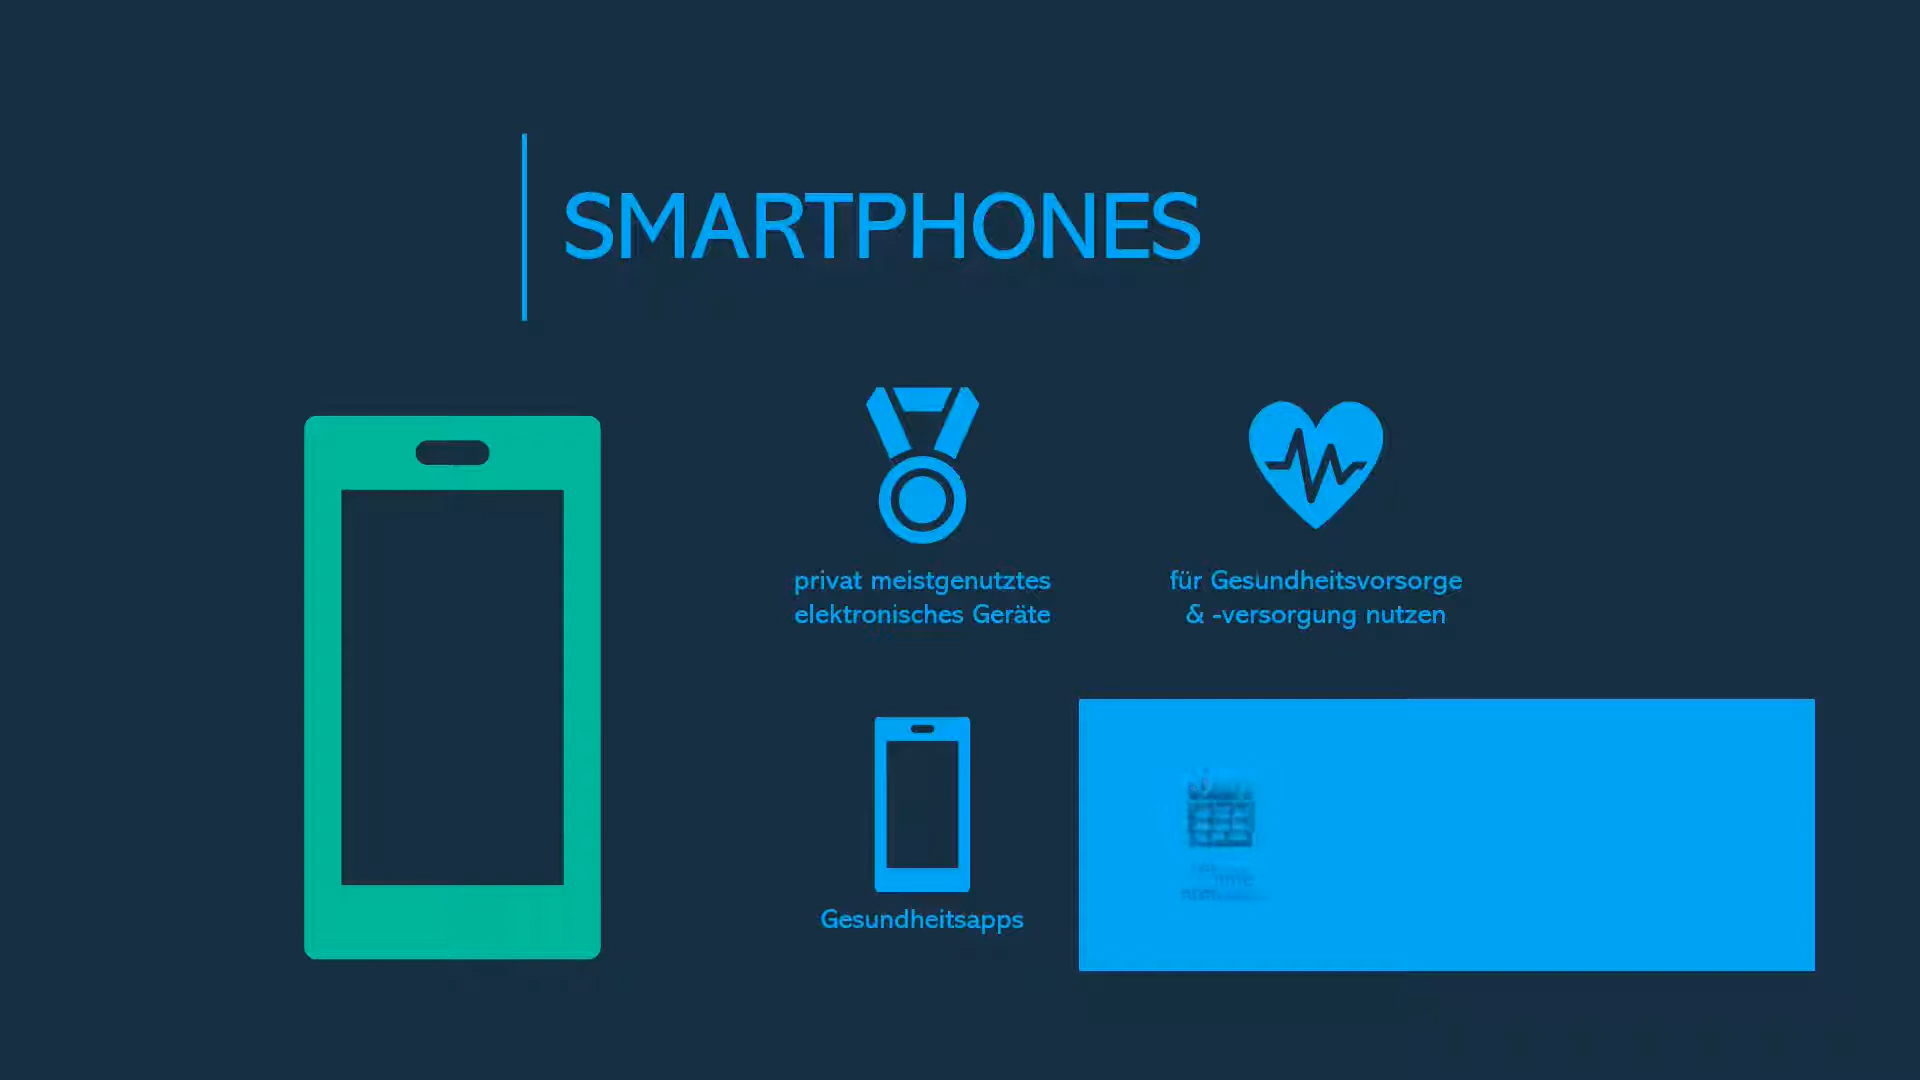 SMARTPHONES
privat meistgenutztes
elektronisches Geräte
für Gesundheitsvorsorge
& -versorgung nutzen
Gesundheitsapps